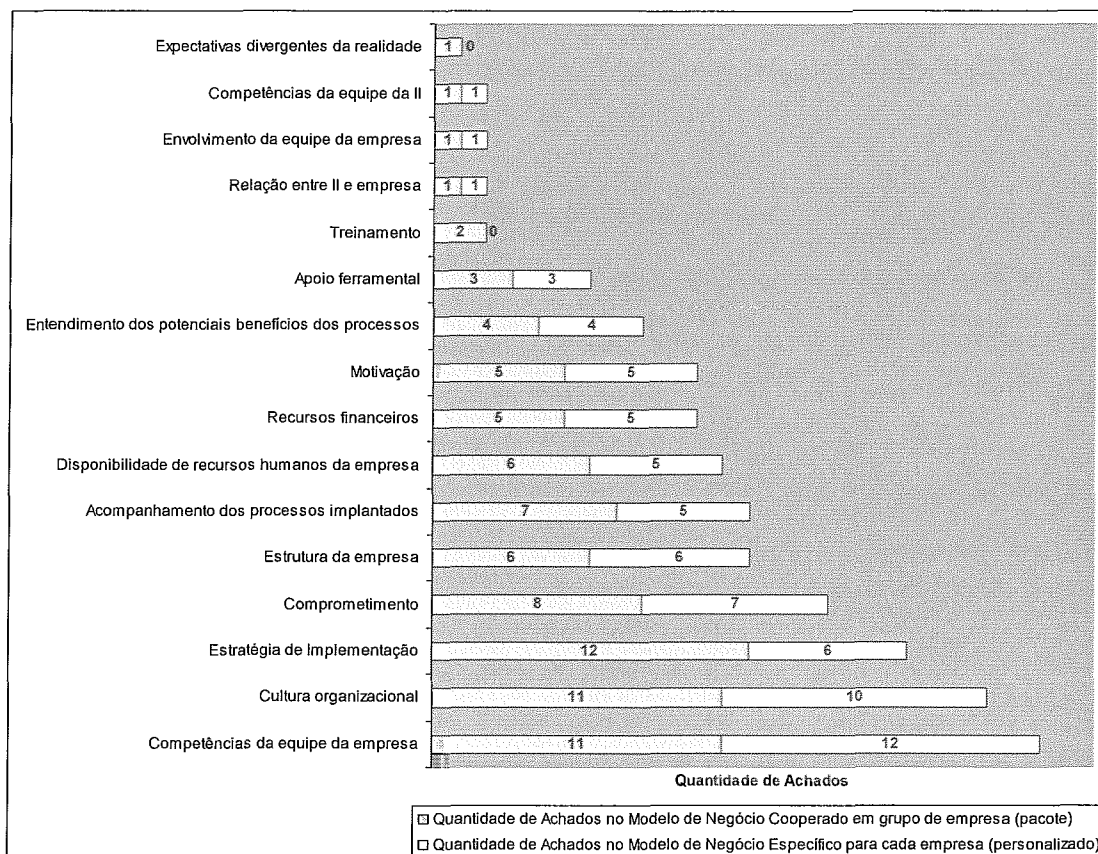 Expectativas divergentes da realidade 1 0
Competências da equipe da II 1 1
Envolvimento da equipe da empresa 1 1
Relação entre II e empresa 1 1
Treinamento 2 0
Apoio ferramental 3 3
Entendimento dos potenciais benefícios dos processos 4 4
Motivação 5 5
Recursos financeiros 5 5
Disponibilidade de recursos humanos da empresa 6 5
Acompanhamento dos processos implantados 7 5
Estrutura da empresa 6 6
Comprometimento 8 7
Estratégia de Implementação 12 6
Cultura organizacional 11 10
Competências da equipe da empresa 11 12
Quantidade de Achados
Quantidade de Achados no Modelo de Negócio Cooperado em grupo de empresa (pacote)
Quantidade de Achados no Modelo de Negócio Específico para cada empresa (personalizado)